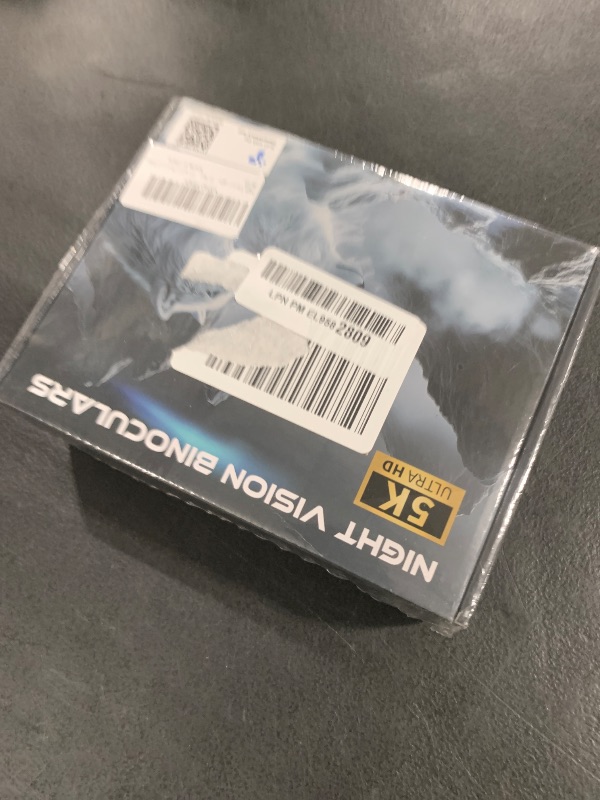 NIGHT VISION BINOCULARS
5K
ULTRA HD
LPN PM EL958 2809